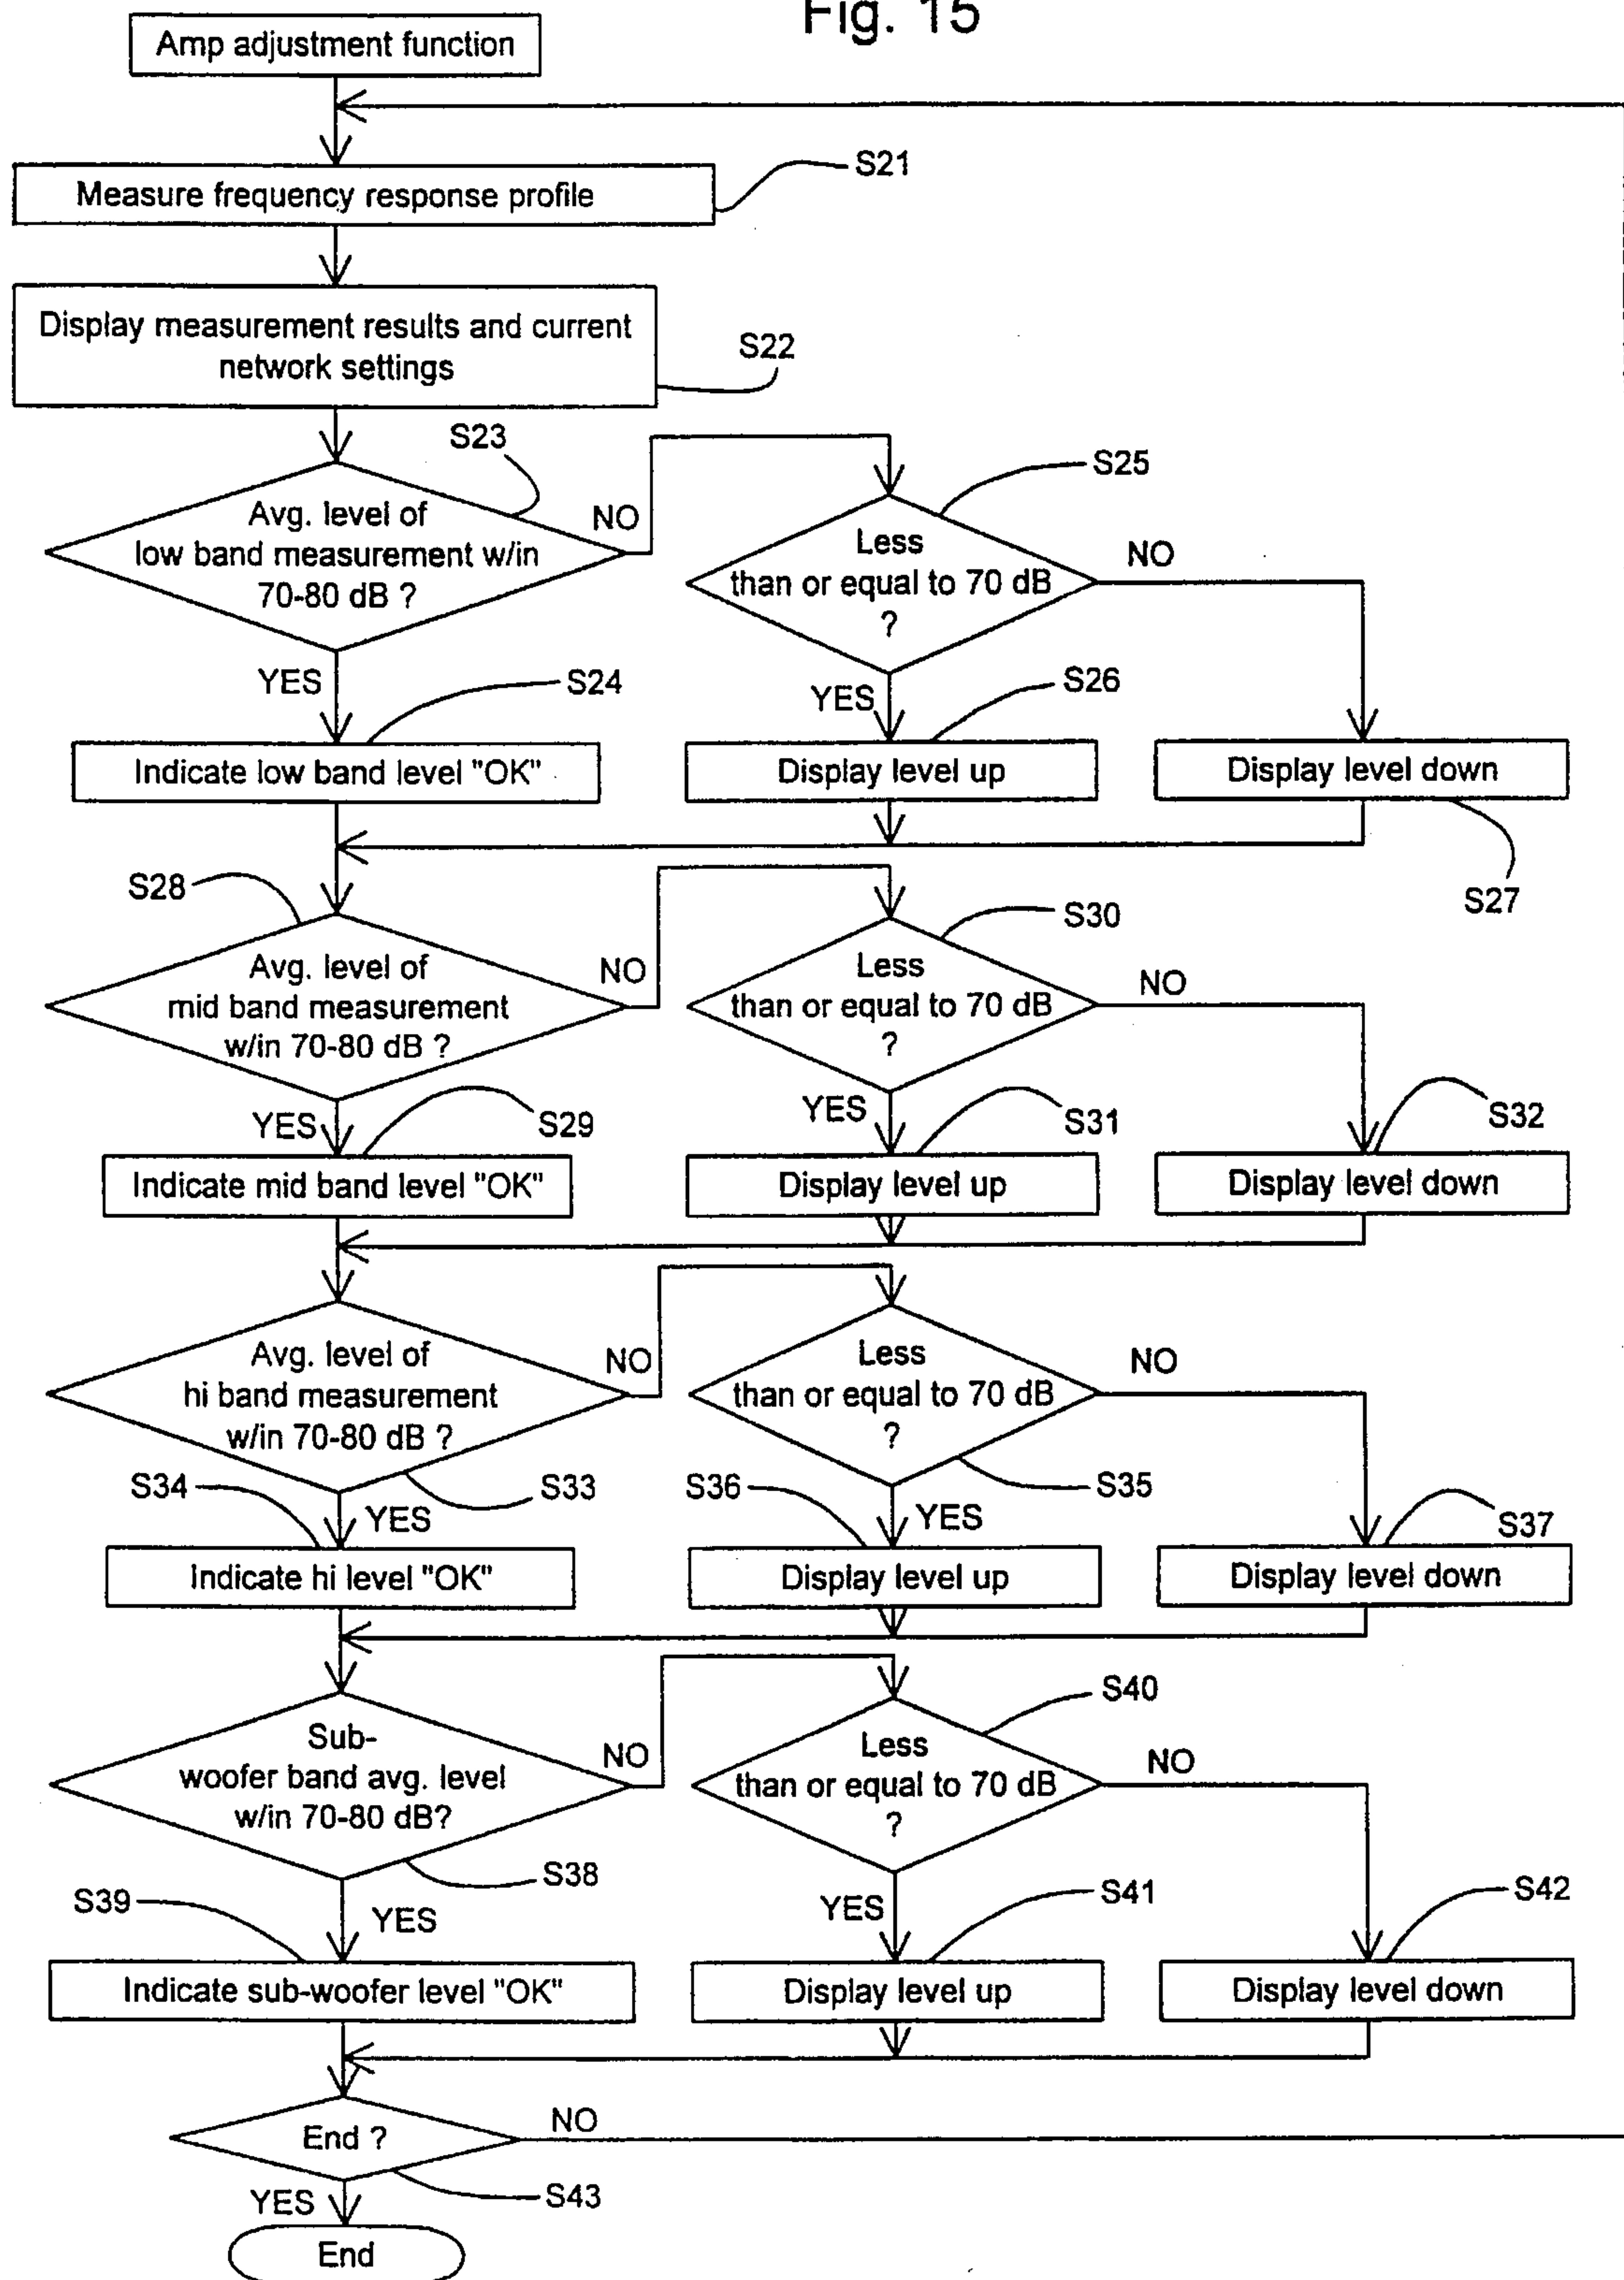 Fig. 15
Amp adjustment function
S21
Measure frequency response profile
Display measurement results and current
network settings
S22
S23
NO
S25
Avg. level of
low band measurement w/in
70-80 dB ?
Less
than or equal to 70 dB
?
NO
YES
S24
YES
S26
Indicate low band level "OK"
Display level up
Display level down
S27
S28
NO
S30
Avg. level of
mid band measurement
w/in 70-80 dB ?
Less
than or equal to 70 dB
?
NO
YES
S29
YES
S31
S32
Indicate mid band level "OK"
Display level up
Display level down
Avg. level of
hi band measurement
w/in 70-80 dB ?
NO
Less
than or equal to 70 dB
?
NO
S34
S33
S36
S35
YES
YES
S37
Indicate hi level "OK"
Display level up
Display level down
S40
Sub-
woofer band avg. level
w/in 70-80 dB?
NO
Less
than or equal to 70 dB
?
NO
S38
S39
YES
YES
S41
S42
Indicate sub-woofer level "OK"
Display level up
Display level down
End ?
NO
S43
YES
End